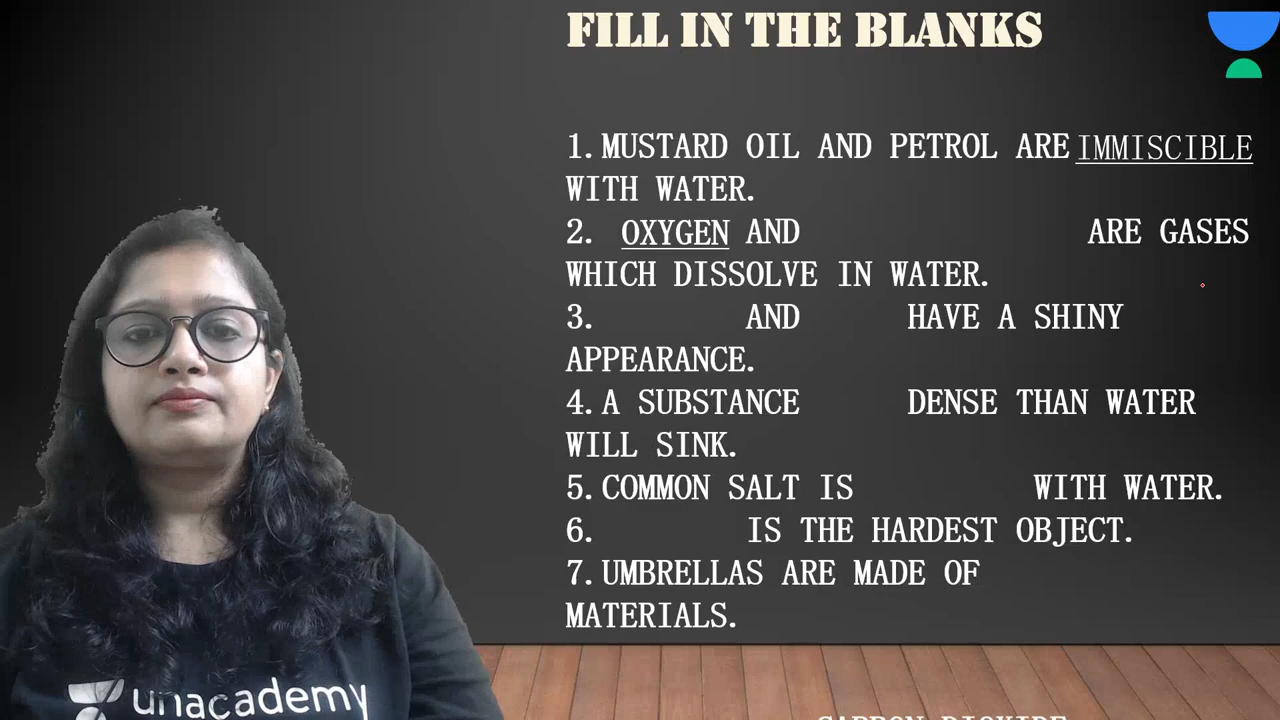 FILL IN THE BLANKS
1. MUSTARD OIL AND PETROL ARE IMMISCIBLE
WITH WATER.
2. OXYGEN AND ARE GASES
WHICH DISSOLVE IN WATER.
3. AND HAVE A SHINY
APPEARANCE.
4. A SUBSTANCE DENSE THAN WATER
WILL SINK.
5. COMMON SALT IS WITH WATER.
6. IS THE HARDEST OBJECT.
7. UMBRELLAS ARE MADE OF
MATERIALS.
unacademy
CARBON DIOXIDE